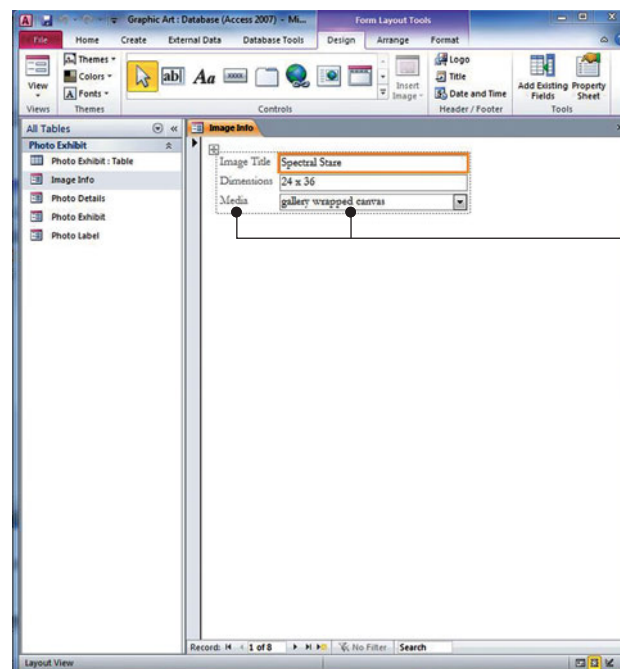 Graphic Art : Database (Access 2007) - Mi...
Form Layout Tools
File Home Create External Data Database Tools Design Arrange Format
View
Themes
Colors
Fonts
Aa
ab
XXXX
Insert Image
Logo
Title
Date and Time
Add Existing Fields
Property Sheet
Views Themes Controls Header / Footer Tools
All Tables
Photo Exhibit
Photo Exhibit : Table
Image Info
Photo Details
Photo Exhibit
Photo Label
Image Info
Image Title Spectral Stare
Dimensions 24 x 36
Media gallery wrapped canvas
Record: 1 of 8 No Filter Search
Layout View